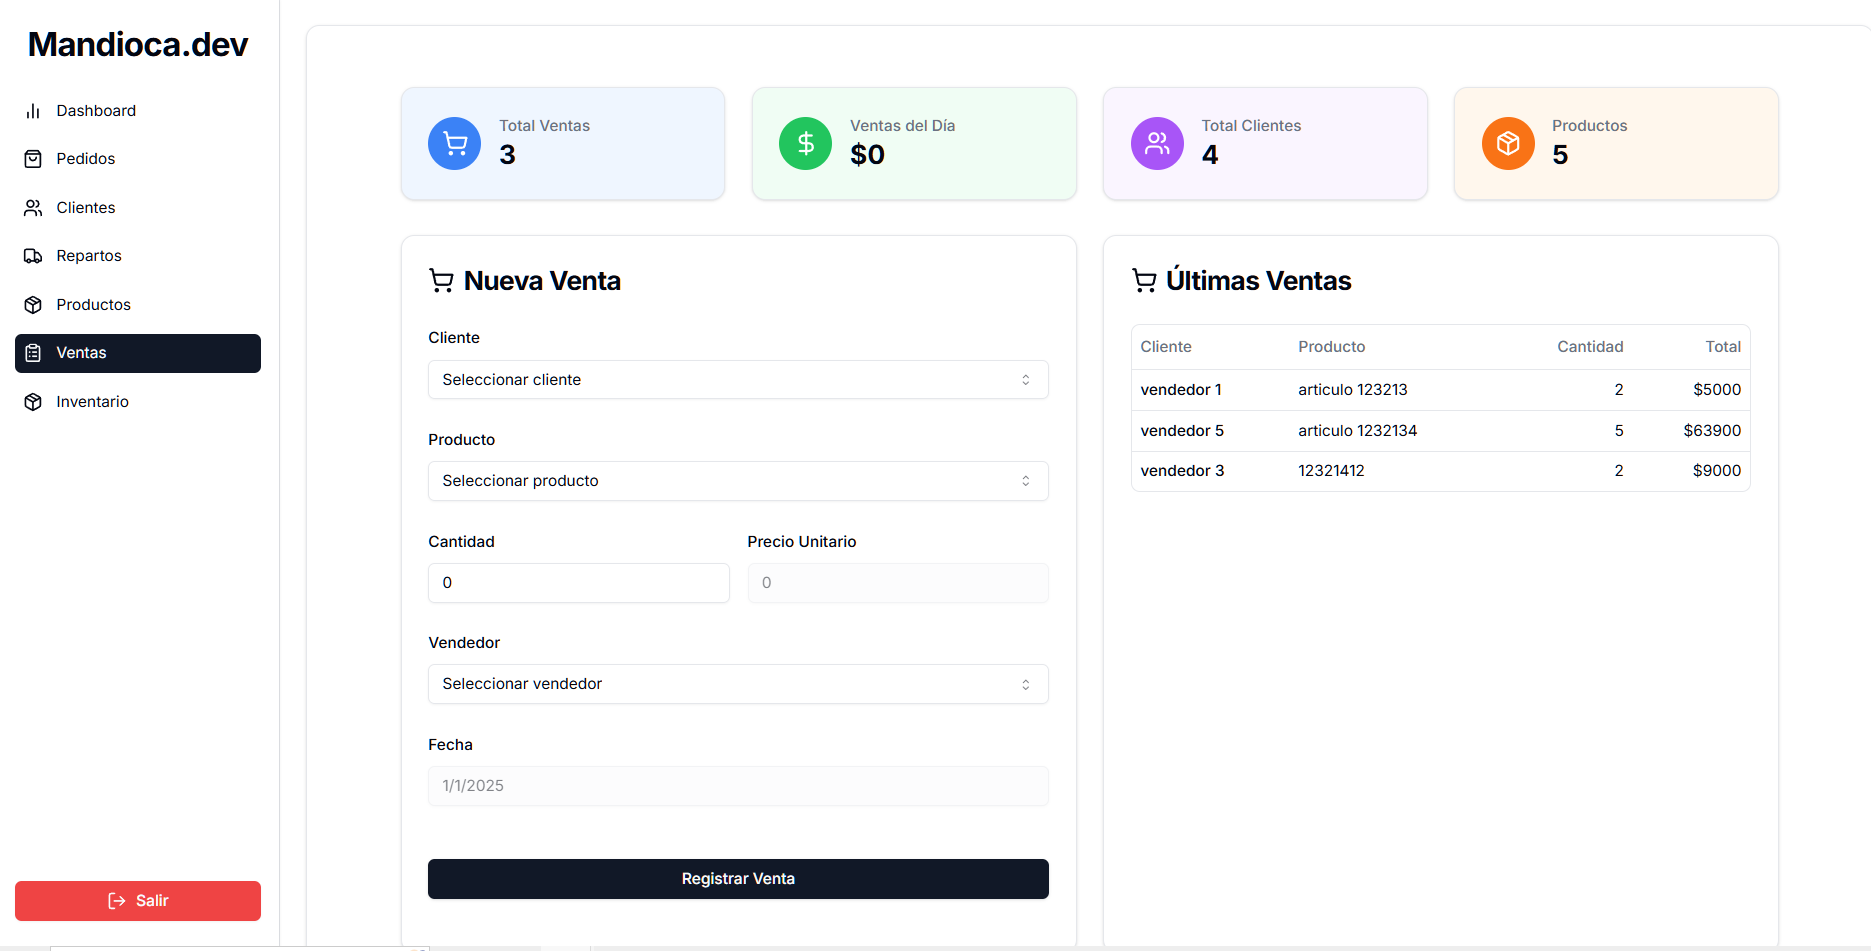 Mandioca.dev
Dashboard
Pedidos
Clientes
Repartos
Productos
Ventas
Inventario
Salir
Total Ventas
3
Ventas del Día
$0
Total Clientes
4
Productos
5
Nueva Venta
Cliente
Seleccionar cliente
Producto
Seleccionar producto
Cantidad Precio Unitario
0 0
Vendedor
Seleccionar vendedor
Fecha
1/1/2025
Registrar Venta
Últimas Ventas
Cliente Producto Cantidad Total
vendedor 1 articulo 123213 2 $5000
vendedor 5 articulo 1232134 5 $63900
vendedor 3 12321412 2 $9000